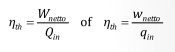 η_th = W_netto / Q_in of η_th = w_netto / q_in